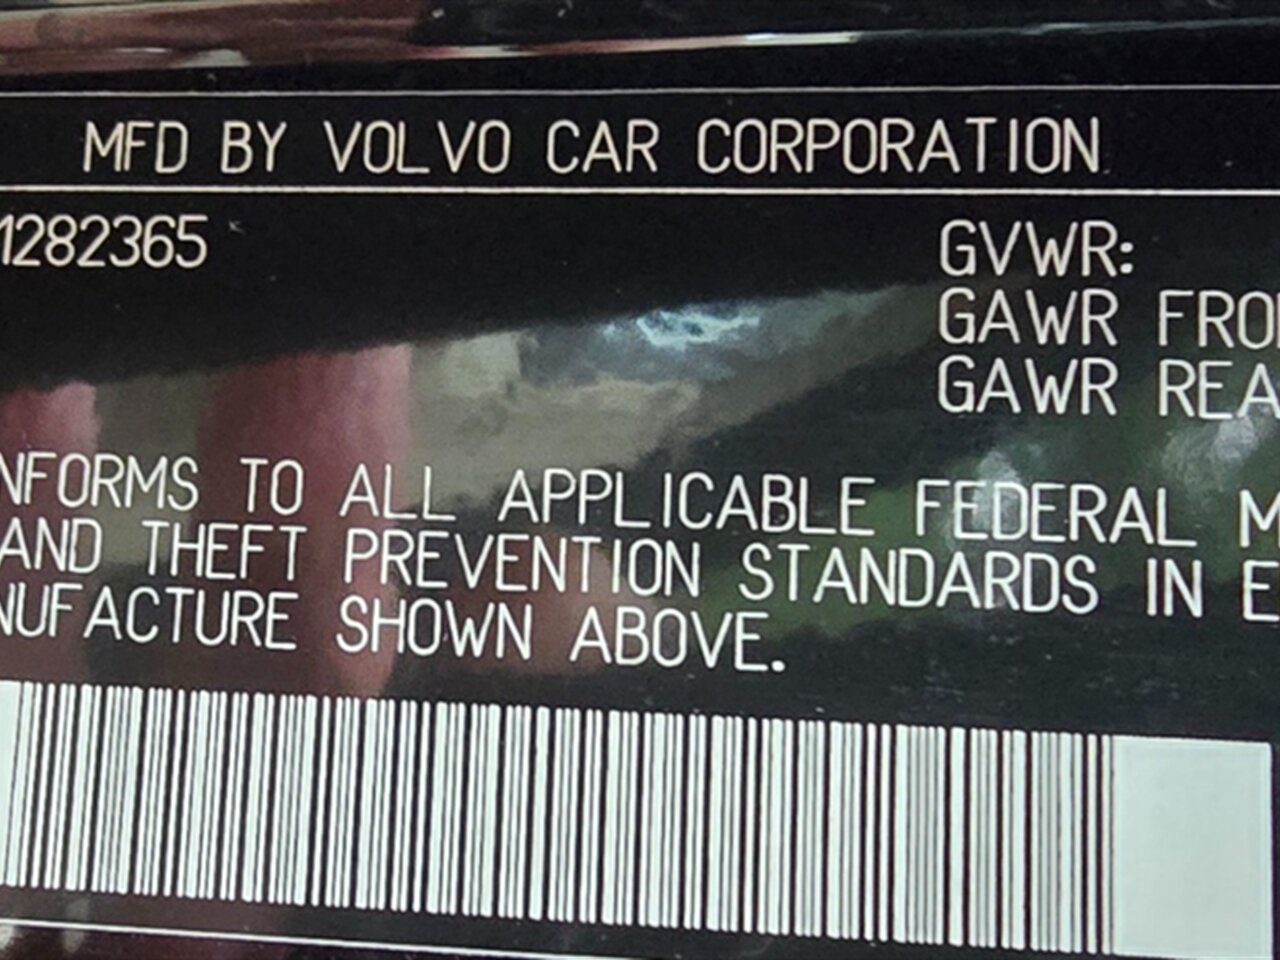 MFD BY VOLVO CAR CORPORATION
1282365
GVWR:
GAWR FRO
GAWR REA
NFORMS TO ALL APPLICABLE FEDERAL M
AND THEFT PREVENTION STANDARDS IN E
NUFACTURE SHOWN ABOVE.